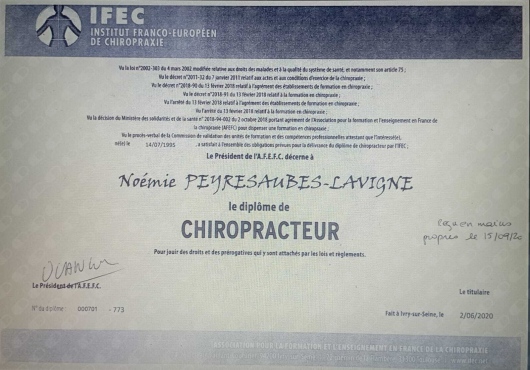 IFEC
INSTITUT FRANCO-EUROPÉEN
DE CHIROPRAXIE
Vu la loi n°2002-303 du 4 mars 2002 modifiée relative aux droits des malades et à la qualité du système de santé, et notamment son article 75 ;
Vu le décret n°2011-32 du 7 janvier 2011 relatif aux actes et aux conditions d'exercice de la chiropraxie ;
Vu le décret n°2018-90 du 13 février 2018 relatif à l'agrément des établissements de formation en chiropraxie ;
Vu le décret n°2018-91 du 13 février 2018 relatif à la formation en chiropraxie ;
Vu l'arrêté du 13 février 2018 relatif à l'agrément des établissements de formation en chiropraxie ;
Vu l'arrêté du 13 février 2018 relatif à la formation en chiropraxie ;
Vu la décision du Ministère des solidarités et de la santé n° 2018-94-002 du 2 octobre 2018 portant agrément de l'Association pour la formation et l'enseignement en France de
la chiropraxie (AFEFC) pour dispenser une formation en chiropraxie ;
Vu le procès-verbal de la Commission de validation des unités de formation et des compétences professionnelles attestant que l'intéressé(e),
né(e) le 14/07/1995 , a satisfait à l'ensemble des obligations prévues pour la délivrance du diplôme de chiropracteur par l'IFEC ;
Le Président de l'A.F.E.F.C. décerne à
Noémie PEYRESAUBES-LAVIGNE
le diplôme de
CHIROPRACTEUR
Pour jouir des droits et des prérogatives qui y sont attachés par les lois et règlements.
reçu en mains
propres le 15/09/20
Le Président de l'A.F.E.F.C.
Le titulaire
N° du diplôme 000701 - 773
Fait à Ivry-sur-Seine, le 2/06/2020
ASSOCIATION POUR LA FORMATION ET L'ENSEIGNEMENT EN FRANCE DE LA CHIROPRAXIE